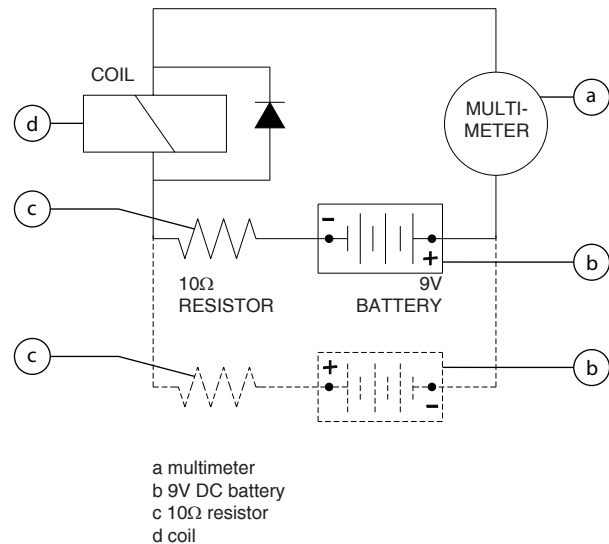 COIL
MULTI-
METER
a
d
c
-
+
10Ω
RESISTOR
9V
BATTERY
b
c
+
-
b
a multimeter
b 9V DC battery
c 10Ω resistor
d coil